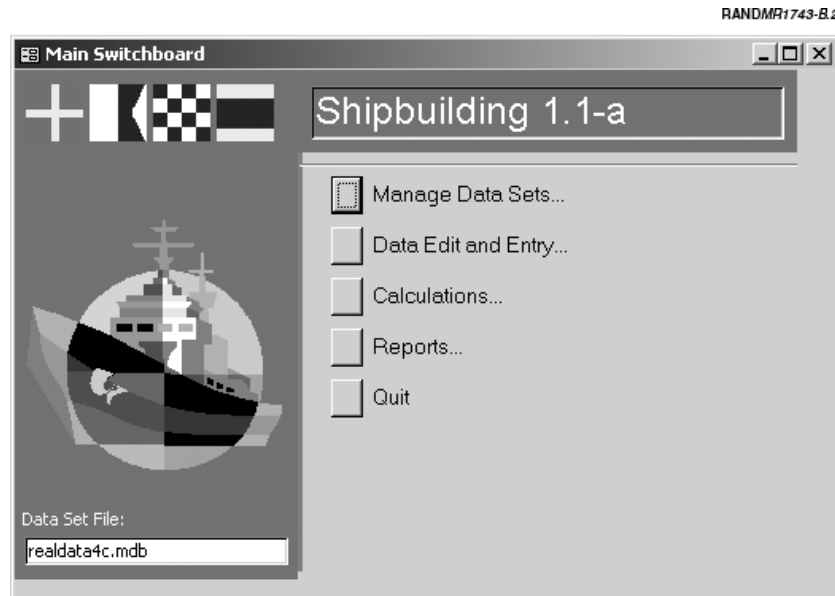 RANDMR1743-B.2
Main Switchboard
Shipbuilding 1.1-a
Manage Data Sets...
Data Edit and Entry...
Calculations...
Reports...
Quit
Data Set File:
realdata4c.mdb